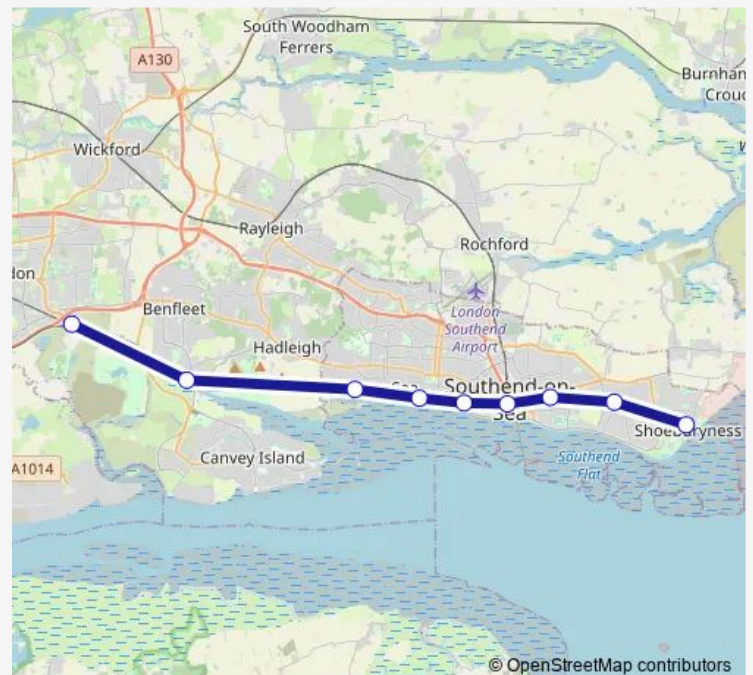 South Woodham
Ferrers
A130
Burnham
Crouc
Wickford
Rayleigh
Rochford
don
Benfleet
London
Southend
Airport
Hadleigh
Southend-on-
Sea
Shoeburyness
Canvey Island
A1014
Southend
Flat
© OpenStreetMap contributors